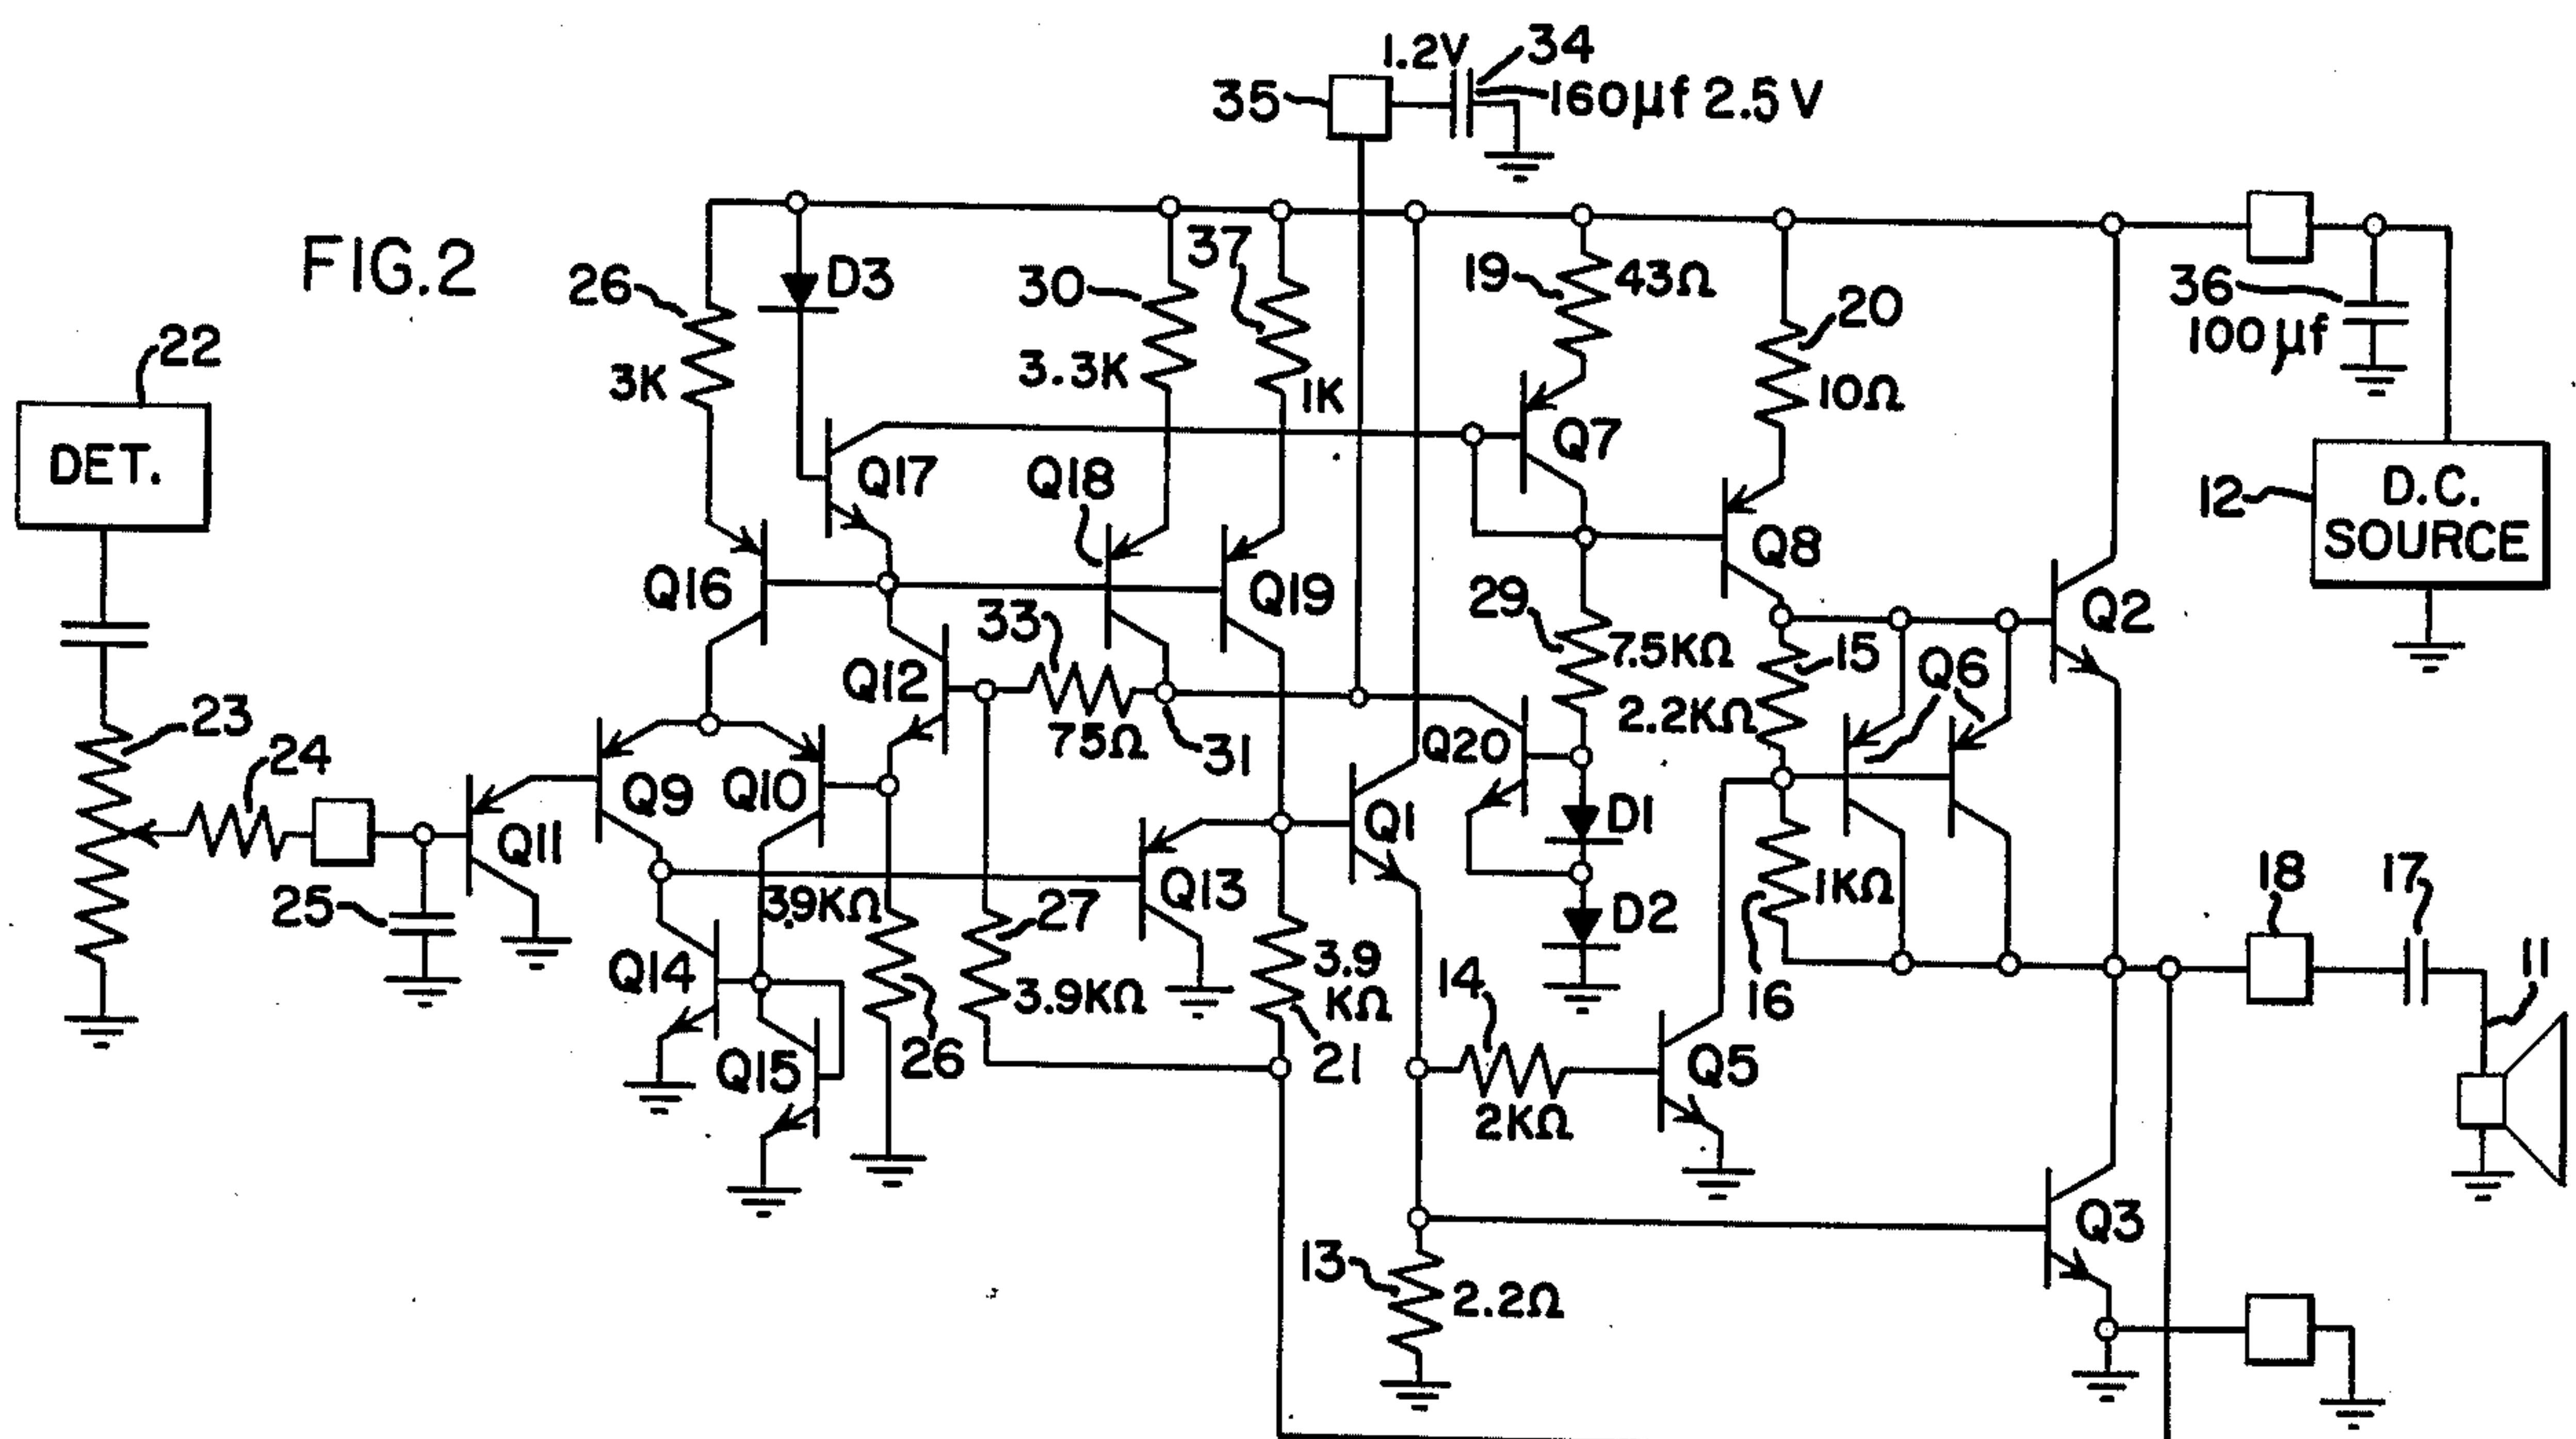 FIG.2
1.2V
34
35
160µf 2.5 V
26
D3
30
37
19
43Ω
20
36
100 µf
22
3K
3.3K
1K
10Ω
DET.
Q17
Q18
Q7
12
D.C.
SOURCE
Q16
33
Q19
29
Q8
Q2
7.5KΩ
15
Q6
23
24
Q12
75Ω
31
Q20
2.2KΩ
Q9
Q10
Q11
Q1
D1
25
3.9KΩ
27
Q13
D2
1KΩ
18
17
11
Q14
3.9KΩ
3.9
KΩ
14
16
Q15
26
21
2KΩ
Q5
13
2.2Ω
Q3